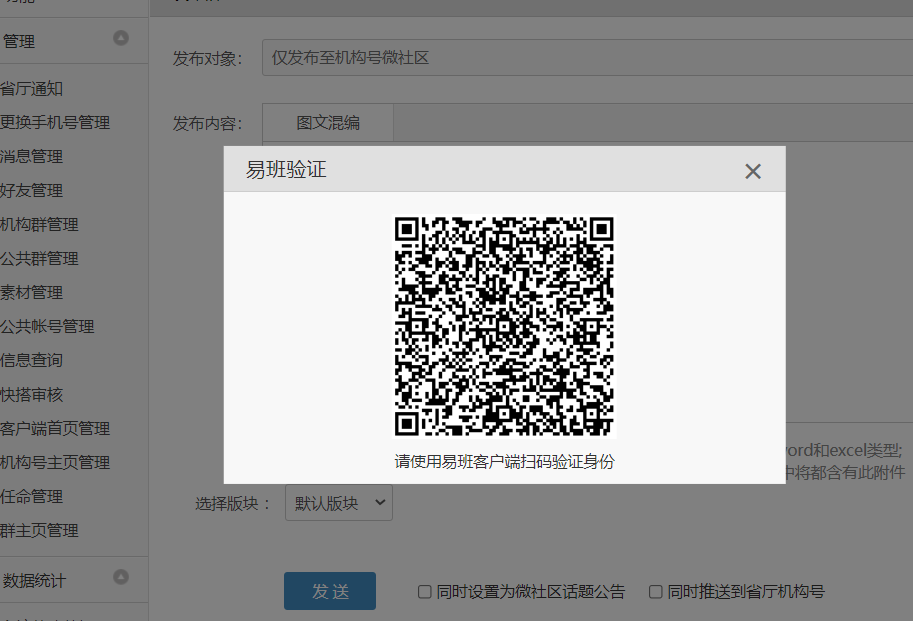 管理
省厅通知
更换手机号管理
消息管理
好友管理
机构群管理
公共群管理
素材管理
公共帐号管理
信息查询
快搭审核
客户端首页管理
机构号主页管理
任命管理
群主页管理
数据统计
发布对象：
仅发布至机构号微社区
发布内容：
图文混编
易班验证
请使用易班客户端扫码验证身份
ord和excel类型;
中将都含有此附件
选择版块：
默认版块
发 送
同时设置为微社区话题公告
同时推送到省厅机构号